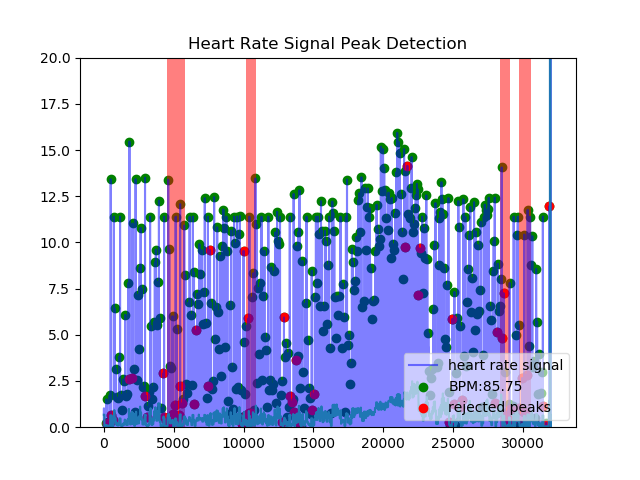 Heart Rate Signal Peak Detection
20.0
17.5
15.0
12.5
10.0
7.5
5.0
2.5
0.0
heart rate signal
BPM:85.75
rejected peaks
0 5000 10000 15000 20000 25000 30000